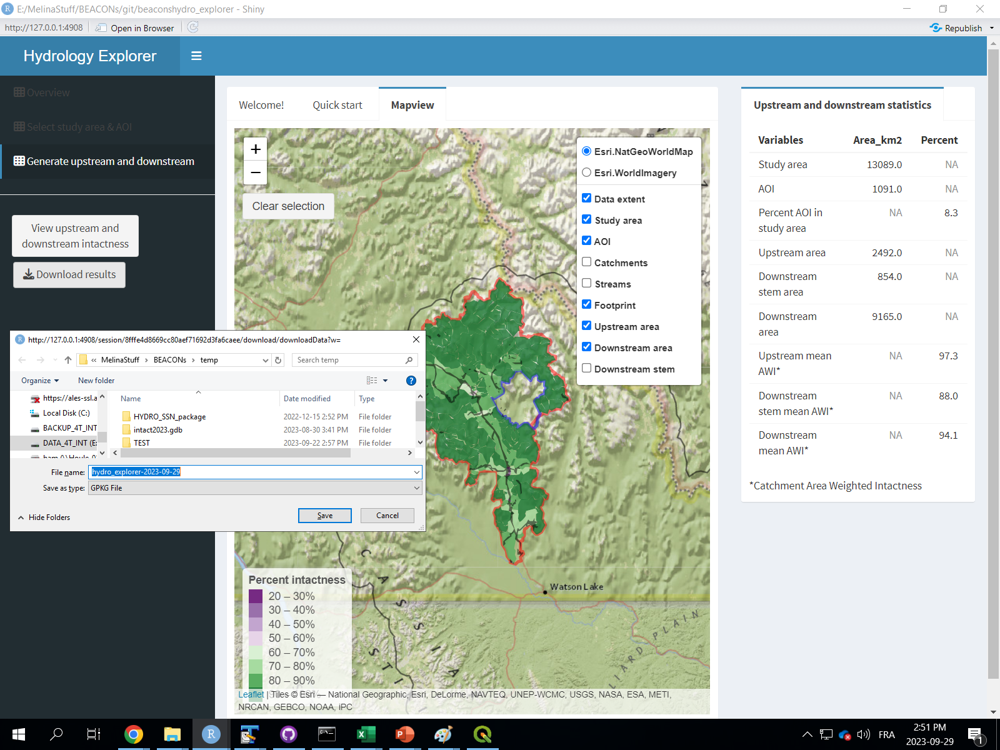 E:/MelinaStuff/BEACONs/git/beaconshydro_explorer - Shiny
http://127.0.0.1:4908
Open in Browser
Republish
Hydrology Explorer
Overview
Select study area & AOI
Generate upstream and downstream
View upstream and
downstream intactness
Download results
Welcome!
Quick start
Mapview
+
−
Clear selection
Esri.NatGeoWorldMap
Esri.WorldImagery
Data extent
Study area
AOI
Catchments
Streams
Footprint
Upstream area
Downstream area
Downstream stem
Upstream and downstream statistics
Variables Area_km2 Percent
Study area 13089.0 NA
AOI 1091.0 NA
Percent AOI in
study area NA 8.3
Upstream area 2492.0 NA
Downstream
stem area 854.0 NA
Downstream
area 9165.0 NA
Upstream mean
AWI* NA 97.3
Downstream
stem mean AWI* NA 88.0
Downstream
mean AWI* NA 94.1
*Catchment Area Weighted Intactness
http://127.0.0.1:4908/session/8fffe4d8669cc80aef71692d3fa6caee/download/downloadData?w=
« MelinaStuff › BEACONs › temp
Search temp
Organize
New folder
https://ales-ssl.a
Local Disk (C:)
BACKUP_4T_INT
DATA_4T_INT (E:
Name Date modified Type
HYDRO_SSN_package 2022-12-15 2:52 PM File folder
intact2023.gdb 2023-08-30 3:41 PM File folder
TEST 2023-09-22 2:57 PM File folder
File name: hydro_explorer-2023-09-29
Save as type: GPKG File
Hide Folders
Save
Cancel
Watson Lake
CASSIA
STI
LIARD PLAIN
Percent intactness
20 – 30%
30 – 40%
40 – 50%
50 – 60%
60 – 70%
70 – 80%
80 – 90%
Leaflet | Tiles © Esri — National Geographic, Esri, DeLorme, NAVTEQ, UNEP-WCMC, USGS, NASA, ESA, METI,
NRCAN, GEBCO, NOAA, iPC
FRA
2:51 PM
2023-09-29
1